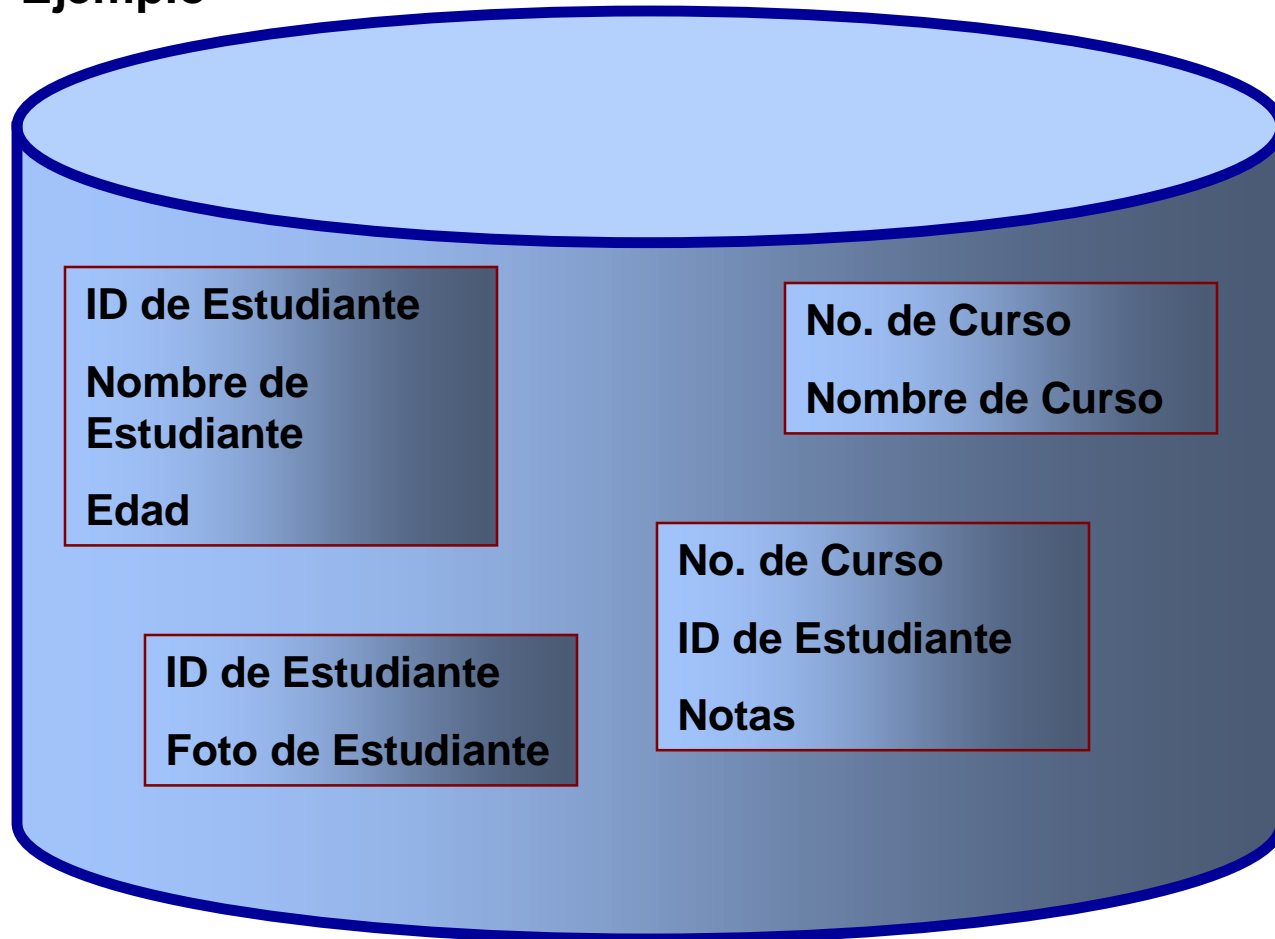 Ejemplo
ID de Estudiante
Nombre de
Estudiante
Edad
No. de Curso
Nombre de Curso
No. de Curso
ID de Estudiante
Notas
ID de Estudiante
Foto de Estudiante